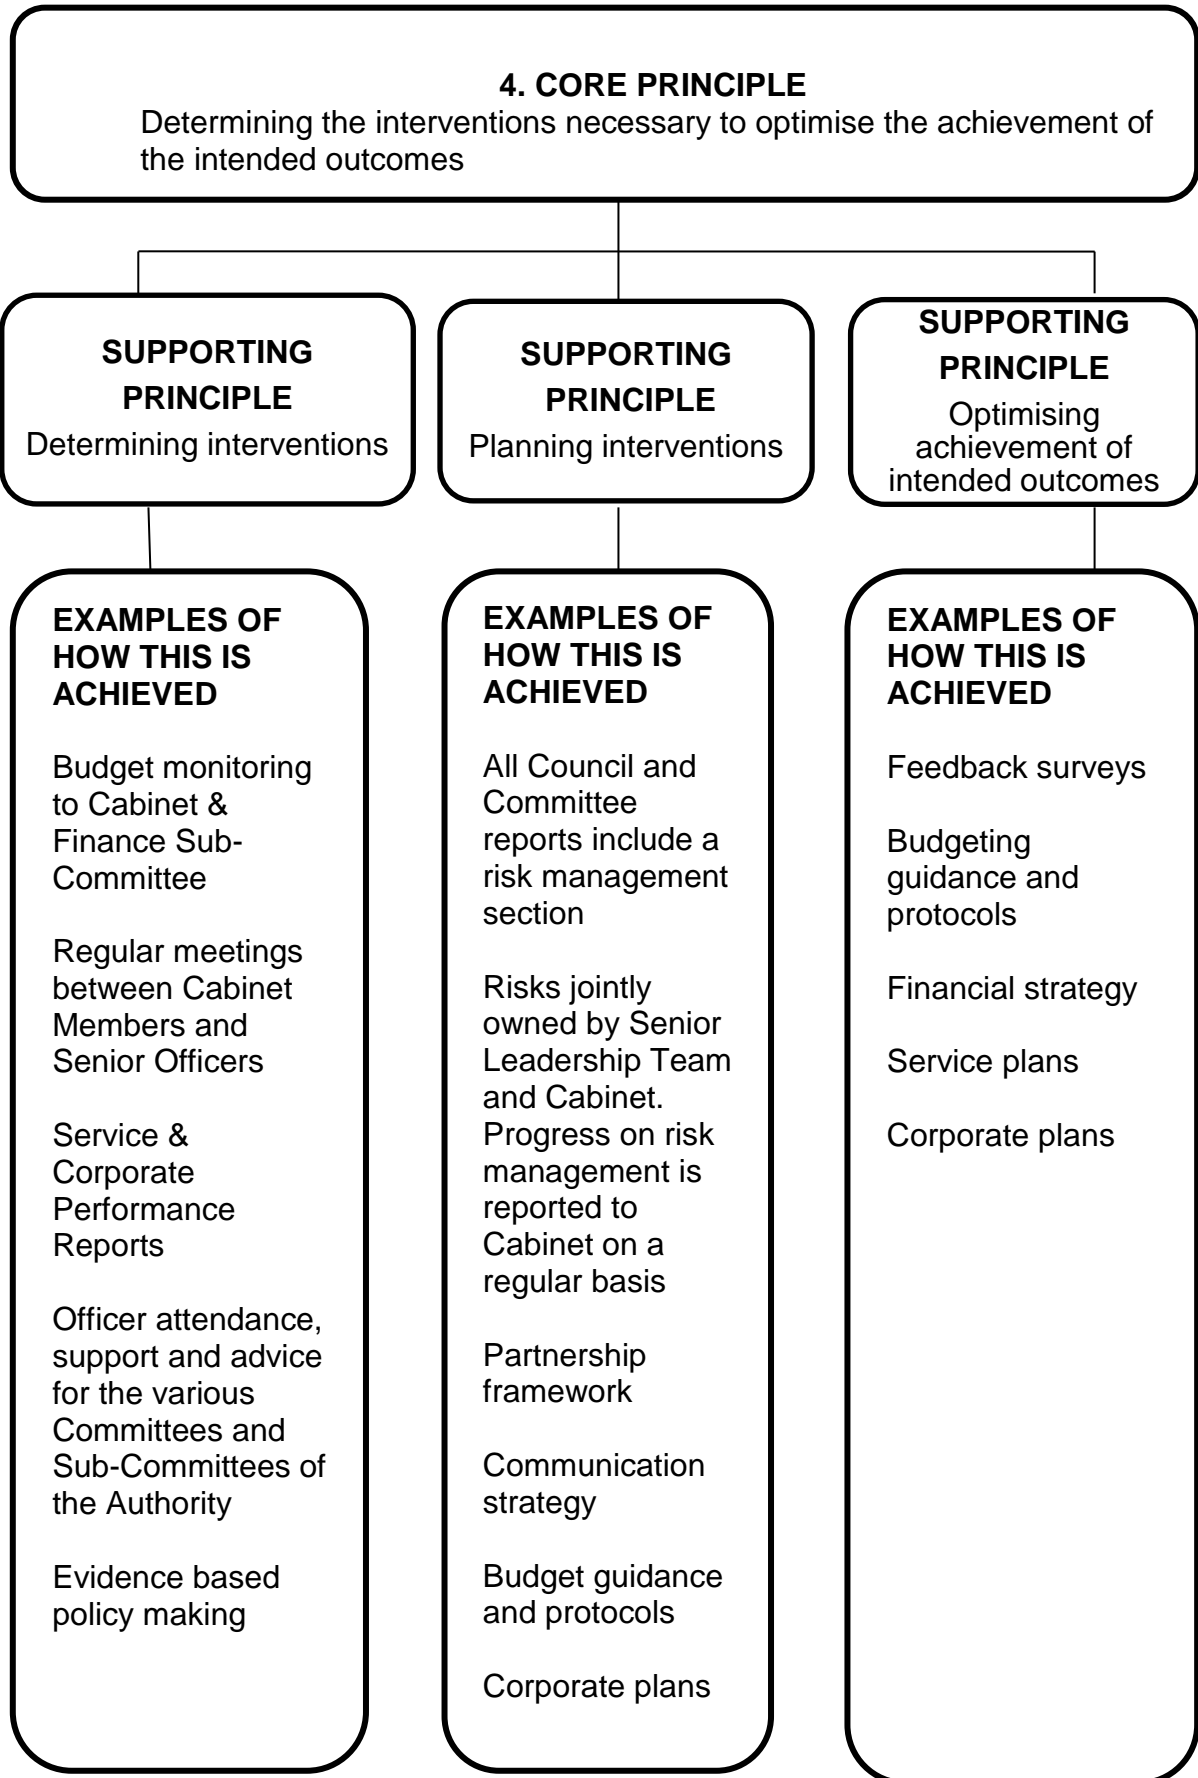 4. CORE PRINCIPLE
Determining the interventions necessary to optimise the achievement of
the intended outcomes
SUPPORTING
PRINCIPLE
Determining interventions
SUPPORTING
PRINCIPLE
Planning interventions
SUPPORTING
PRINCIPLE
Optimising
achievement of
intended outcomes
EXAMPLES OF
HOW THIS IS
ACHIEVED
Budget monitoring
to Cabinet &
Finance Sub-
Committee
Regular meetings
between Cabinet
Members and
Senior Officers
Service &
Corporate
Performance
Reports
Officer attendance,
support and advice
for the various
Committees and
Sub-Committees of
the Authority
Evidence based
policy making
EXAMPLES OF
HOW THIS IS
ACHIEVED
All Council and
Committee
reports include a
risk management
section
Risks jointly
owned by Senior
Leadership Team
and Cabinet.
Progress on risk
management is
reported to
Cabinet on a
regular basis
Partnership
framework
Communication
strategy
Budget guidance
and protocols
Corporate plans
EXAMPLES OF
HOW THIS IS
ACHIEVED
Feedback surveys
Budgeting
guidance and
protocols
Financial strategy
Service plans
Corporate plans